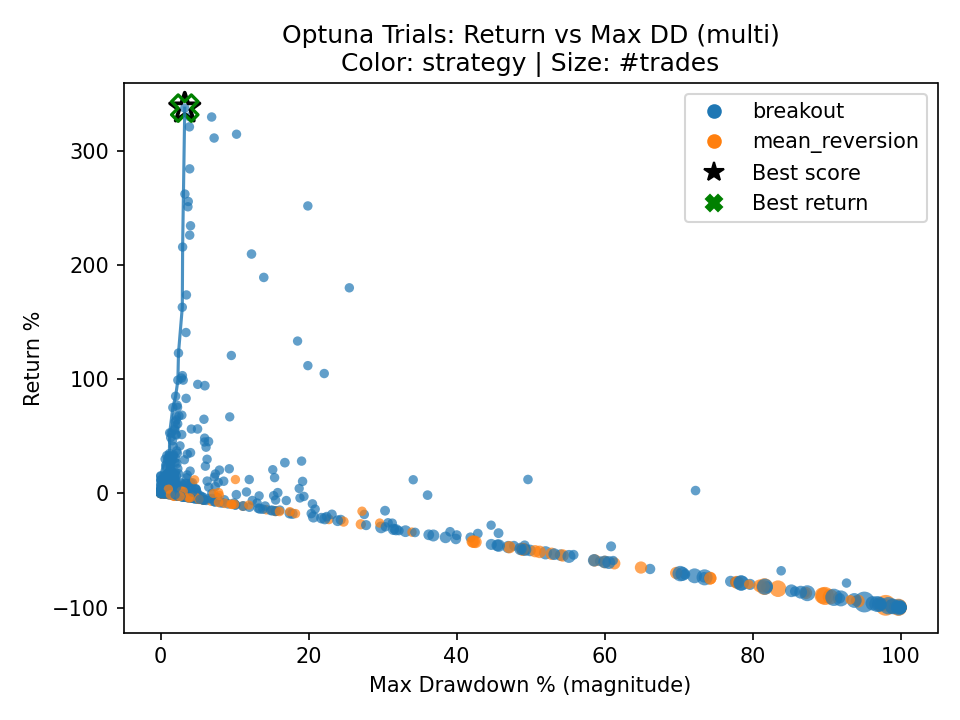 Optuna Trials: Return vs Max DD (multi)
Color: strategy | Size: #trades
breakout
mean_reversion
Best score
Best return
Return %
300
200
100
0
−100
0
20
40
60
80
100
Max Drawdown % (magnitude)